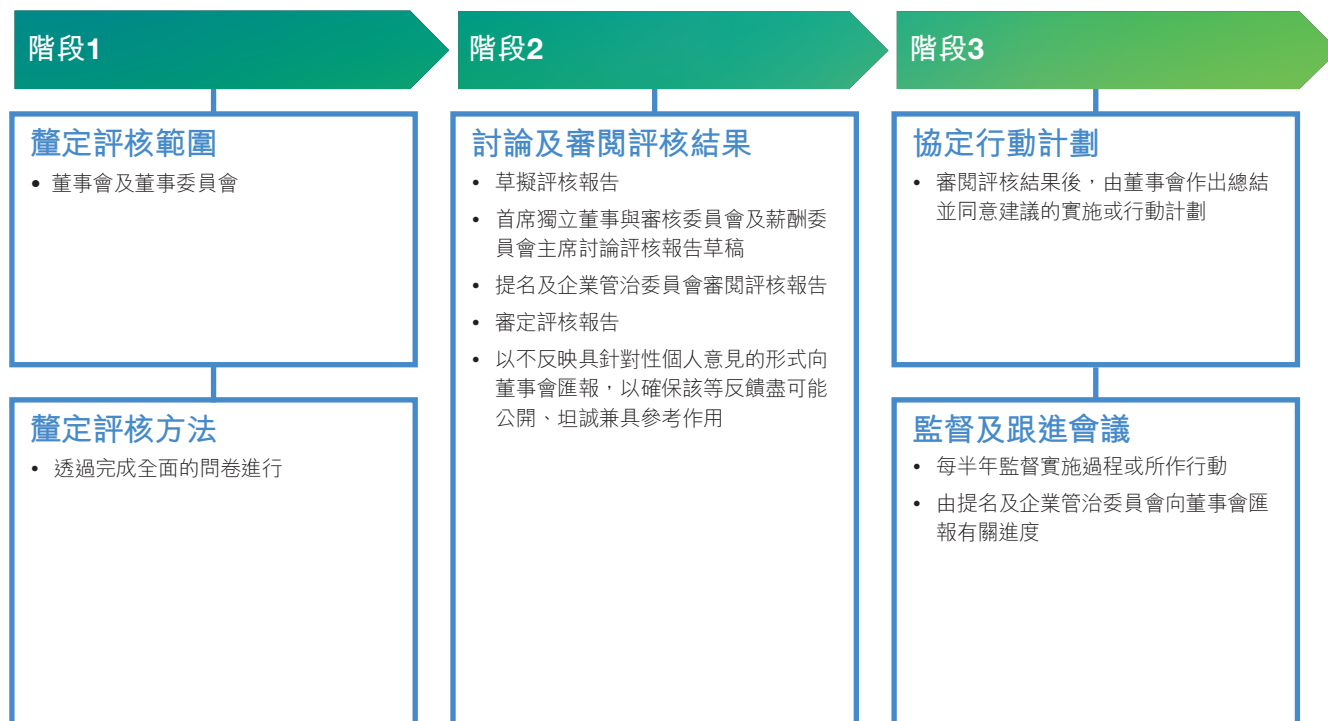 階段1
釐定評核範圍
• 董事會及董事委員會
釐定評核方法
• 透過完成全面的問卷進行
階段2
討論及審閱評核結果
• 草擬評核報告
• 首席獨立董事與審核委員會及薪酬委
員會主席討論評核報告草稿
• 提名及企業管治委員會審閱評核報告
• 審定評核報告
• 以不反映具針對性個人意見的形式向
董事會匯報，以確保該等反饋盡可能
公開、坦誠兼具參考作用
階段3
協定行動計劃
• 審閱評核結果後，由董事會作出總結
並同意建議的實施或行動計劃
監督及跟進會議
• 每半年監督實施過程或所作行動
• 由提名及企業管治委員會向董事會匯
報有關進度